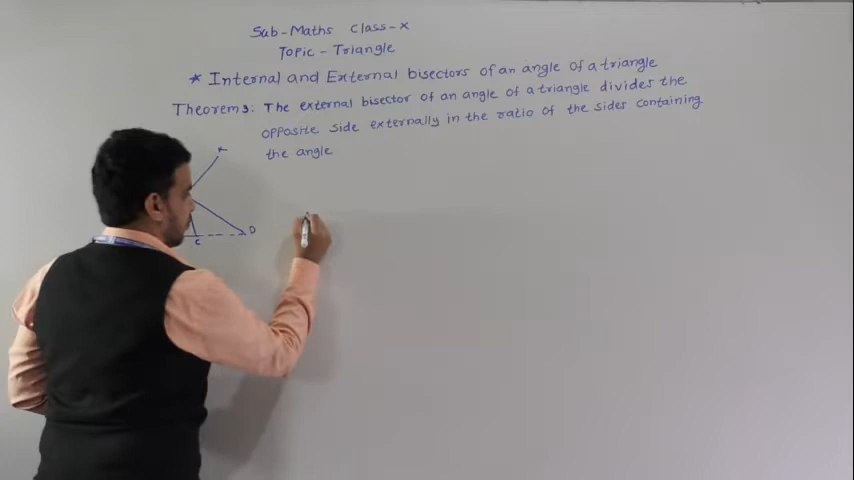 Sub-Maths Class-X
Topic - Triangle
* Internal and External bisectors of an angle of a triangle
Theorem 3: The external bisector of an angle of a triangle divides the
opposite side externally in the ratio of the sides containing
the angle
K
C
D